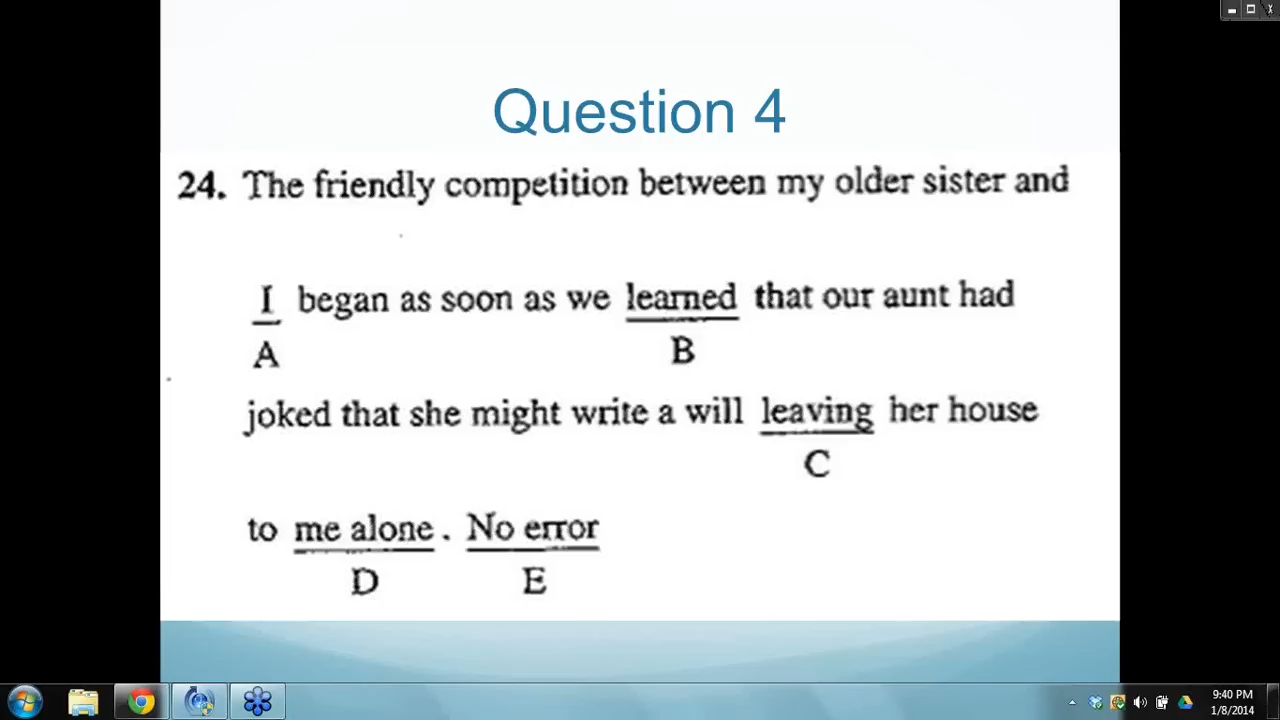 Question 4
24. The friendly competition between my older sister and
I began as soon as we learned that our aunt had
A B
joked that she might write a will leaving her house
C
to me alone. No error
D E
9:40 PM
1/8/2014